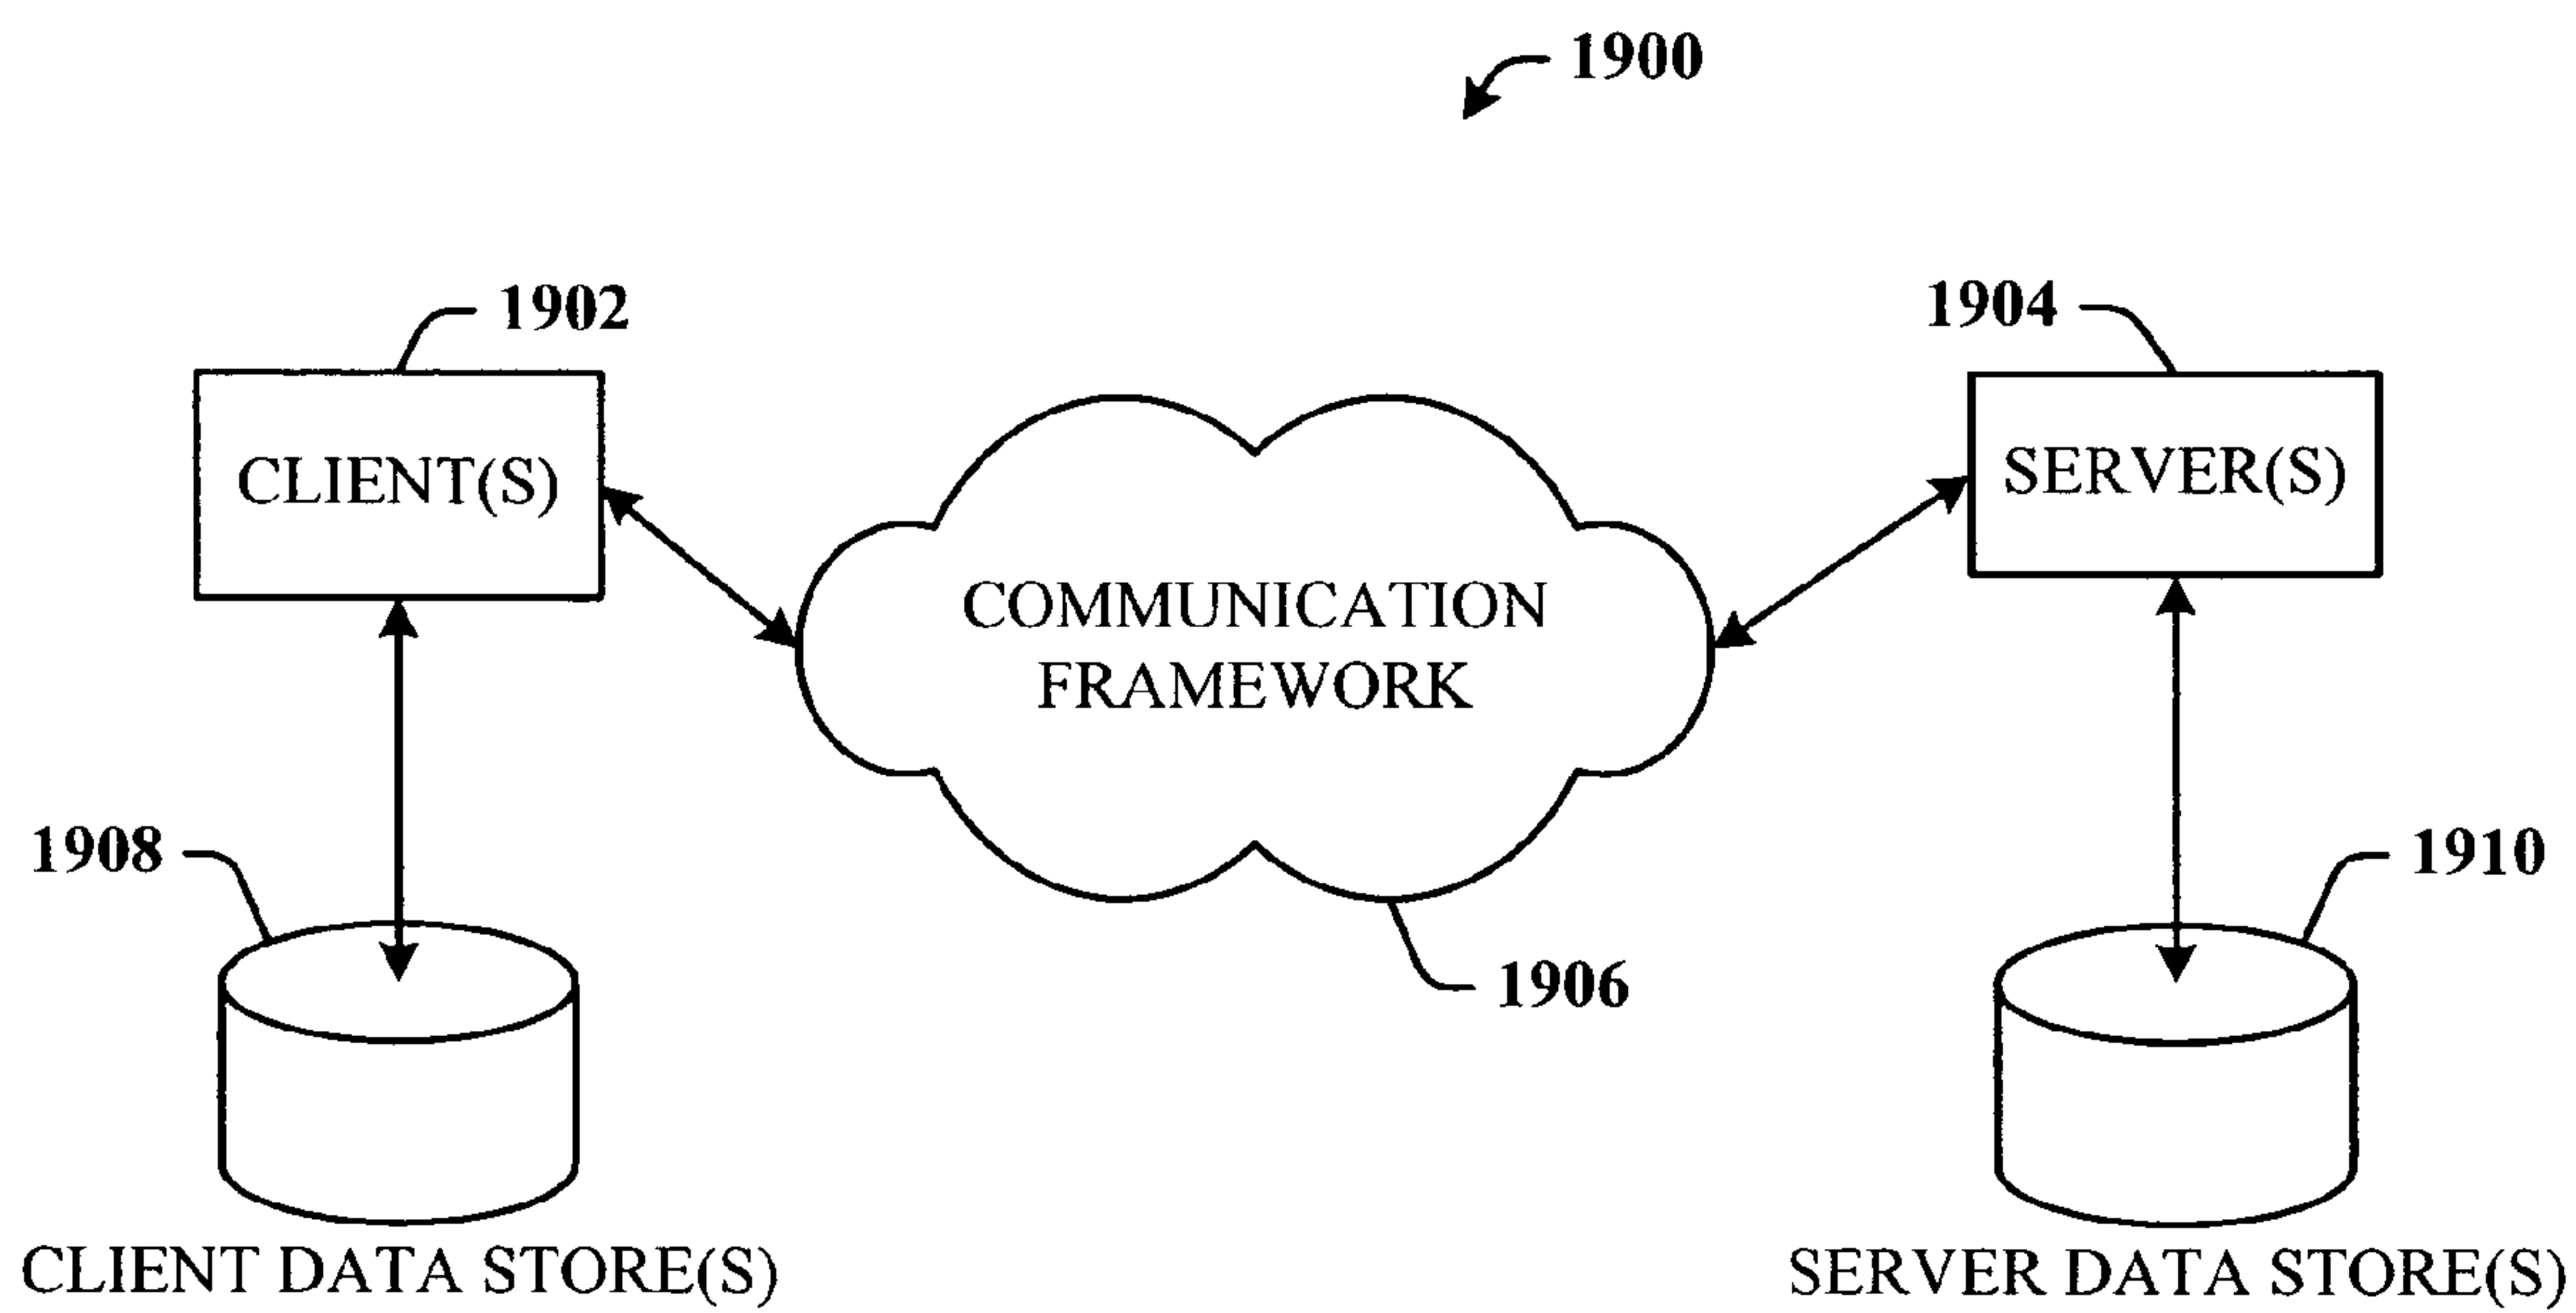 1900
1902
1904
CLIENT(S)
SERVER(S)
COMMUNICATION
FRAMEWORK
1908
1910
1906
CLIENT DATA STORE(S)
SERVER DATA STORE(S)